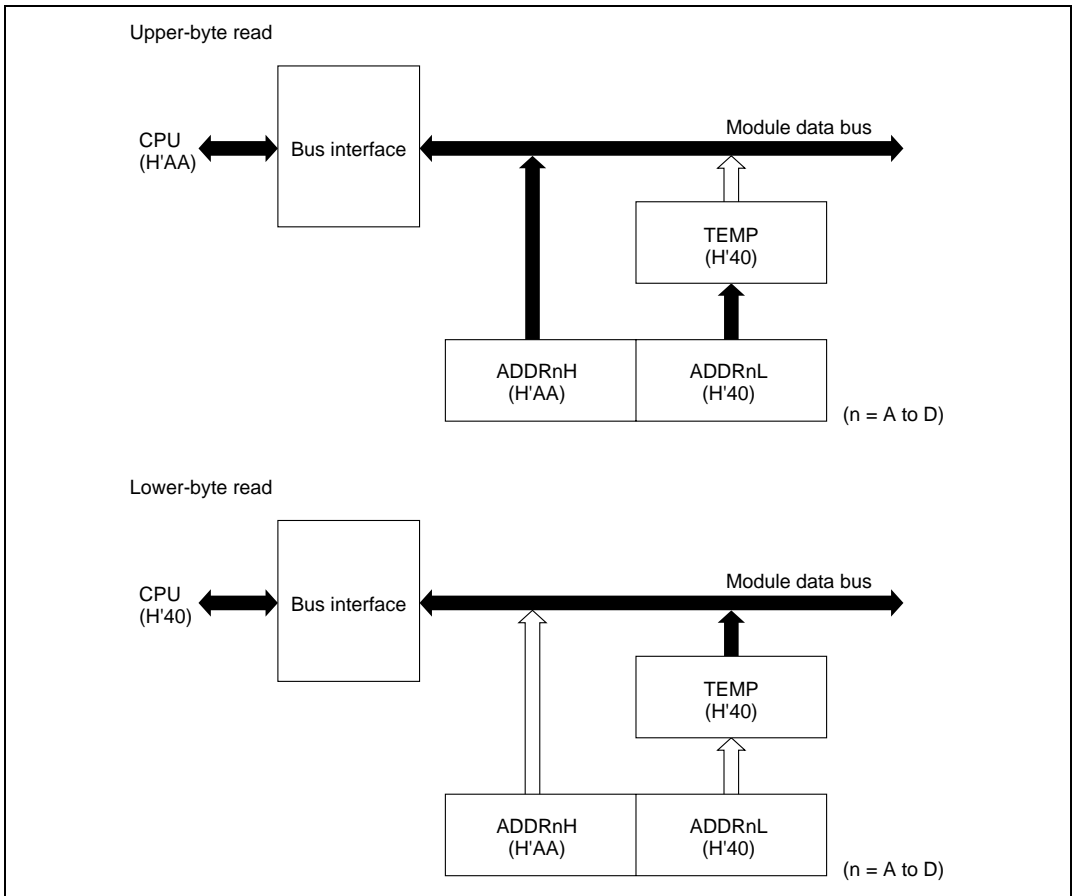 Upper-byte read
CPU
(H'AA)
Bus interface
Module data bus
TEMP
(H'40)
ADDRnH
(H'AA)
ADDRnL
(H'40)
(n = A to D)
Lower-byte read
CPU
(H'40)
Bus interface
Module data bus
TEMP
(H'40)
ADDRnH
(H'AA)
ADDRnL
(H'40)
(n = A to D)